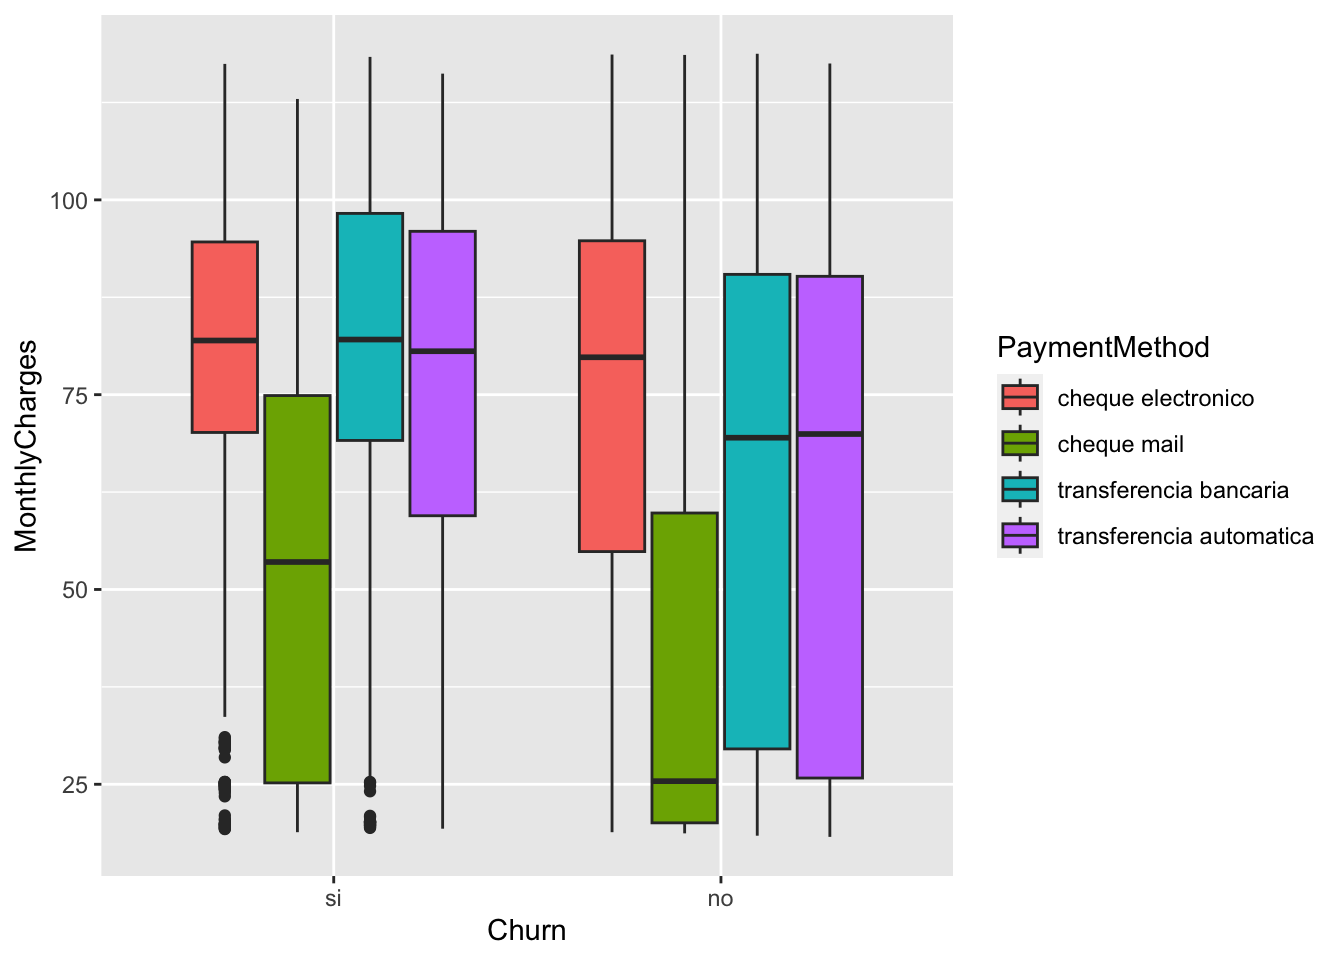 MonthlyCharges
100
75
50
25
si
no
Churn
PaymentMethod
cheque electronico
cheque mail
transferencia bancaria
transferencia automatica